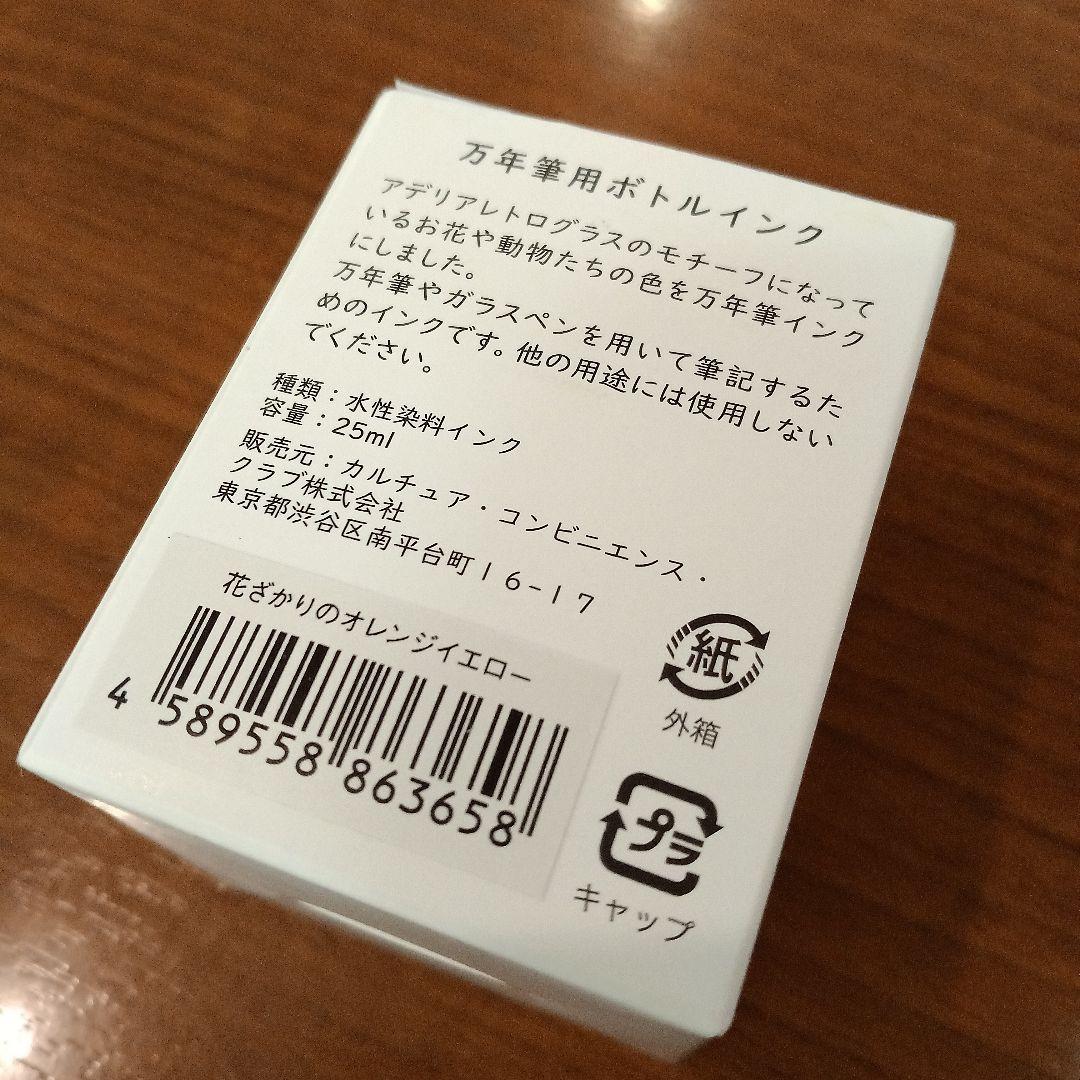 万年筆用ボトルインク
アデリアレトログラスのモチーフになって
いるお花や動物たちの色を万年筆インク
にしました。
万年筆やガラスペンを用いて筆記するた
めのインクです。他の用途には使用しない
でください。
種類：水性染料インク
容量：25ml
販売元：カルチュア・コンビニエンス・
クラブ株式会社
東京都渋谷区南平台町16-17
花ざかりのオレンジイエロー
4 589558 863658
紙
外箱
プラ
キャップ